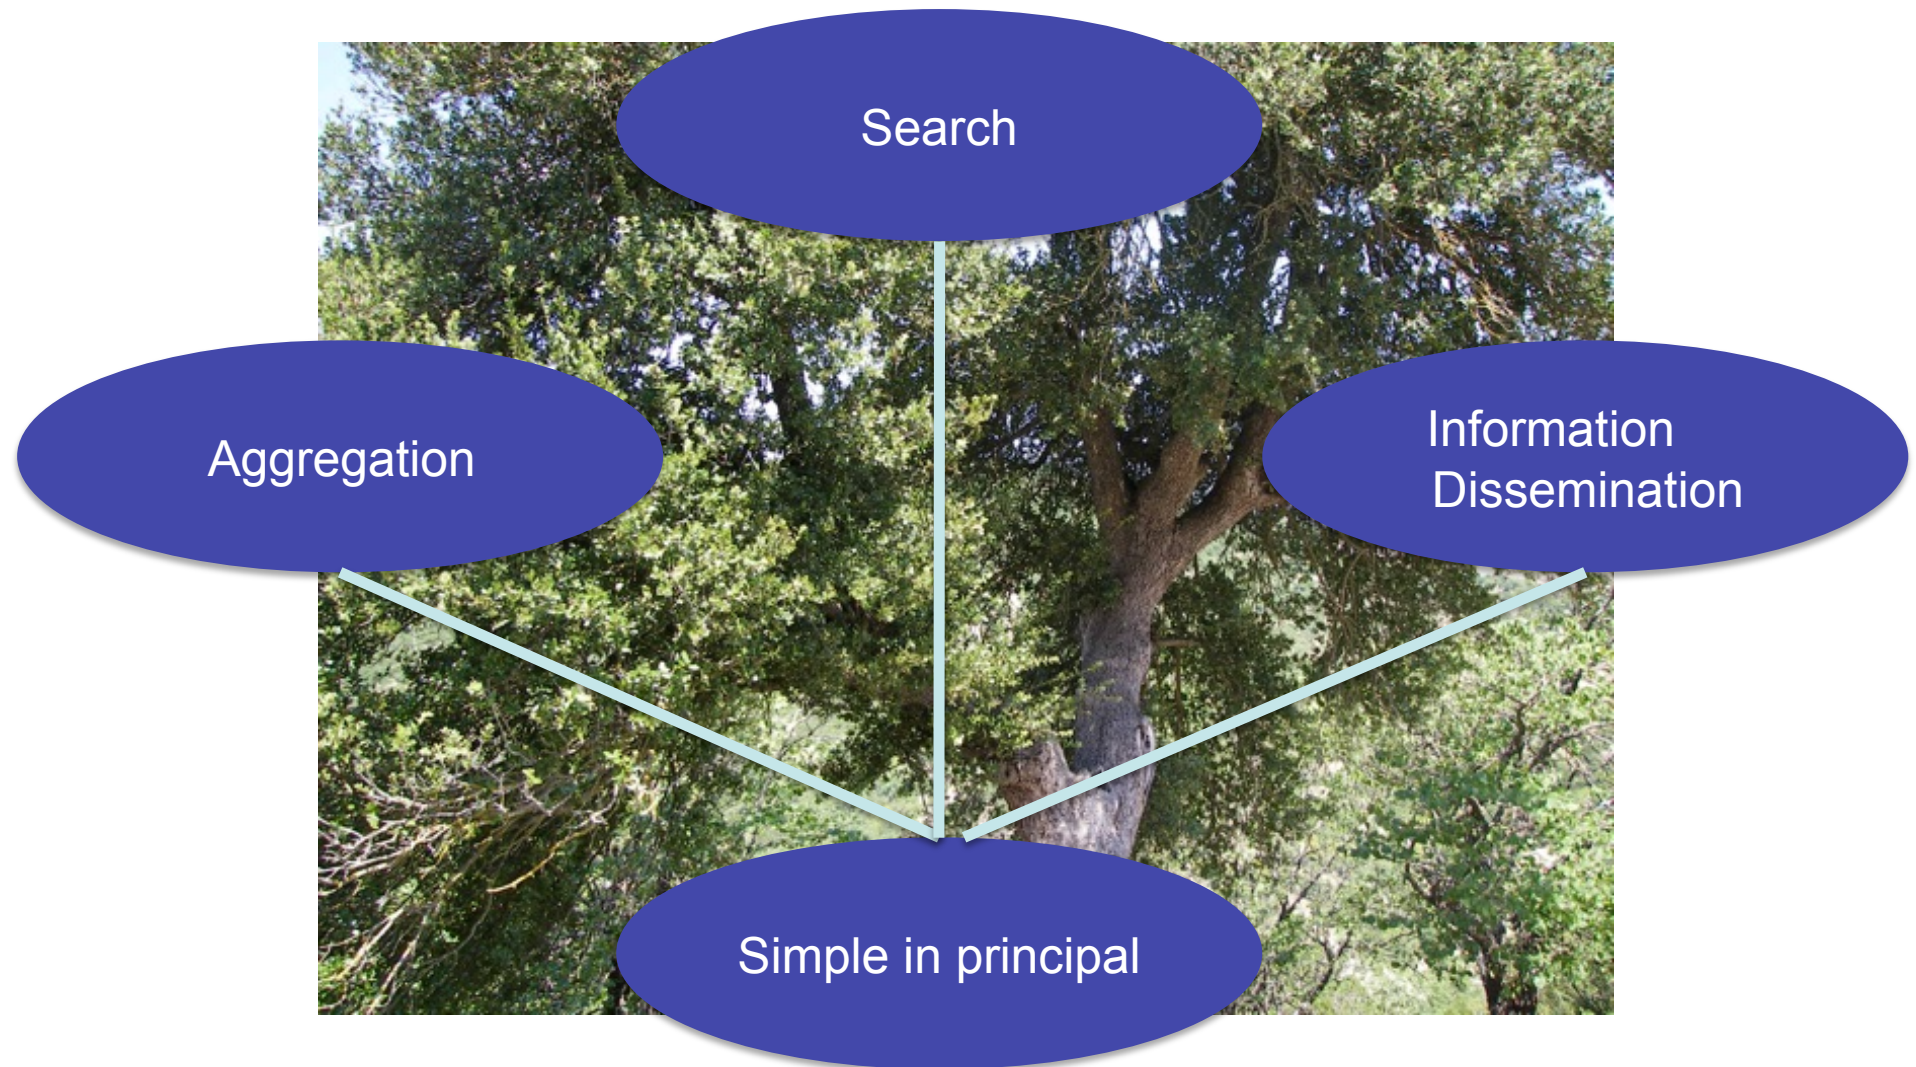 Search
Aggregation
Information
Dissemination
Simple in principal